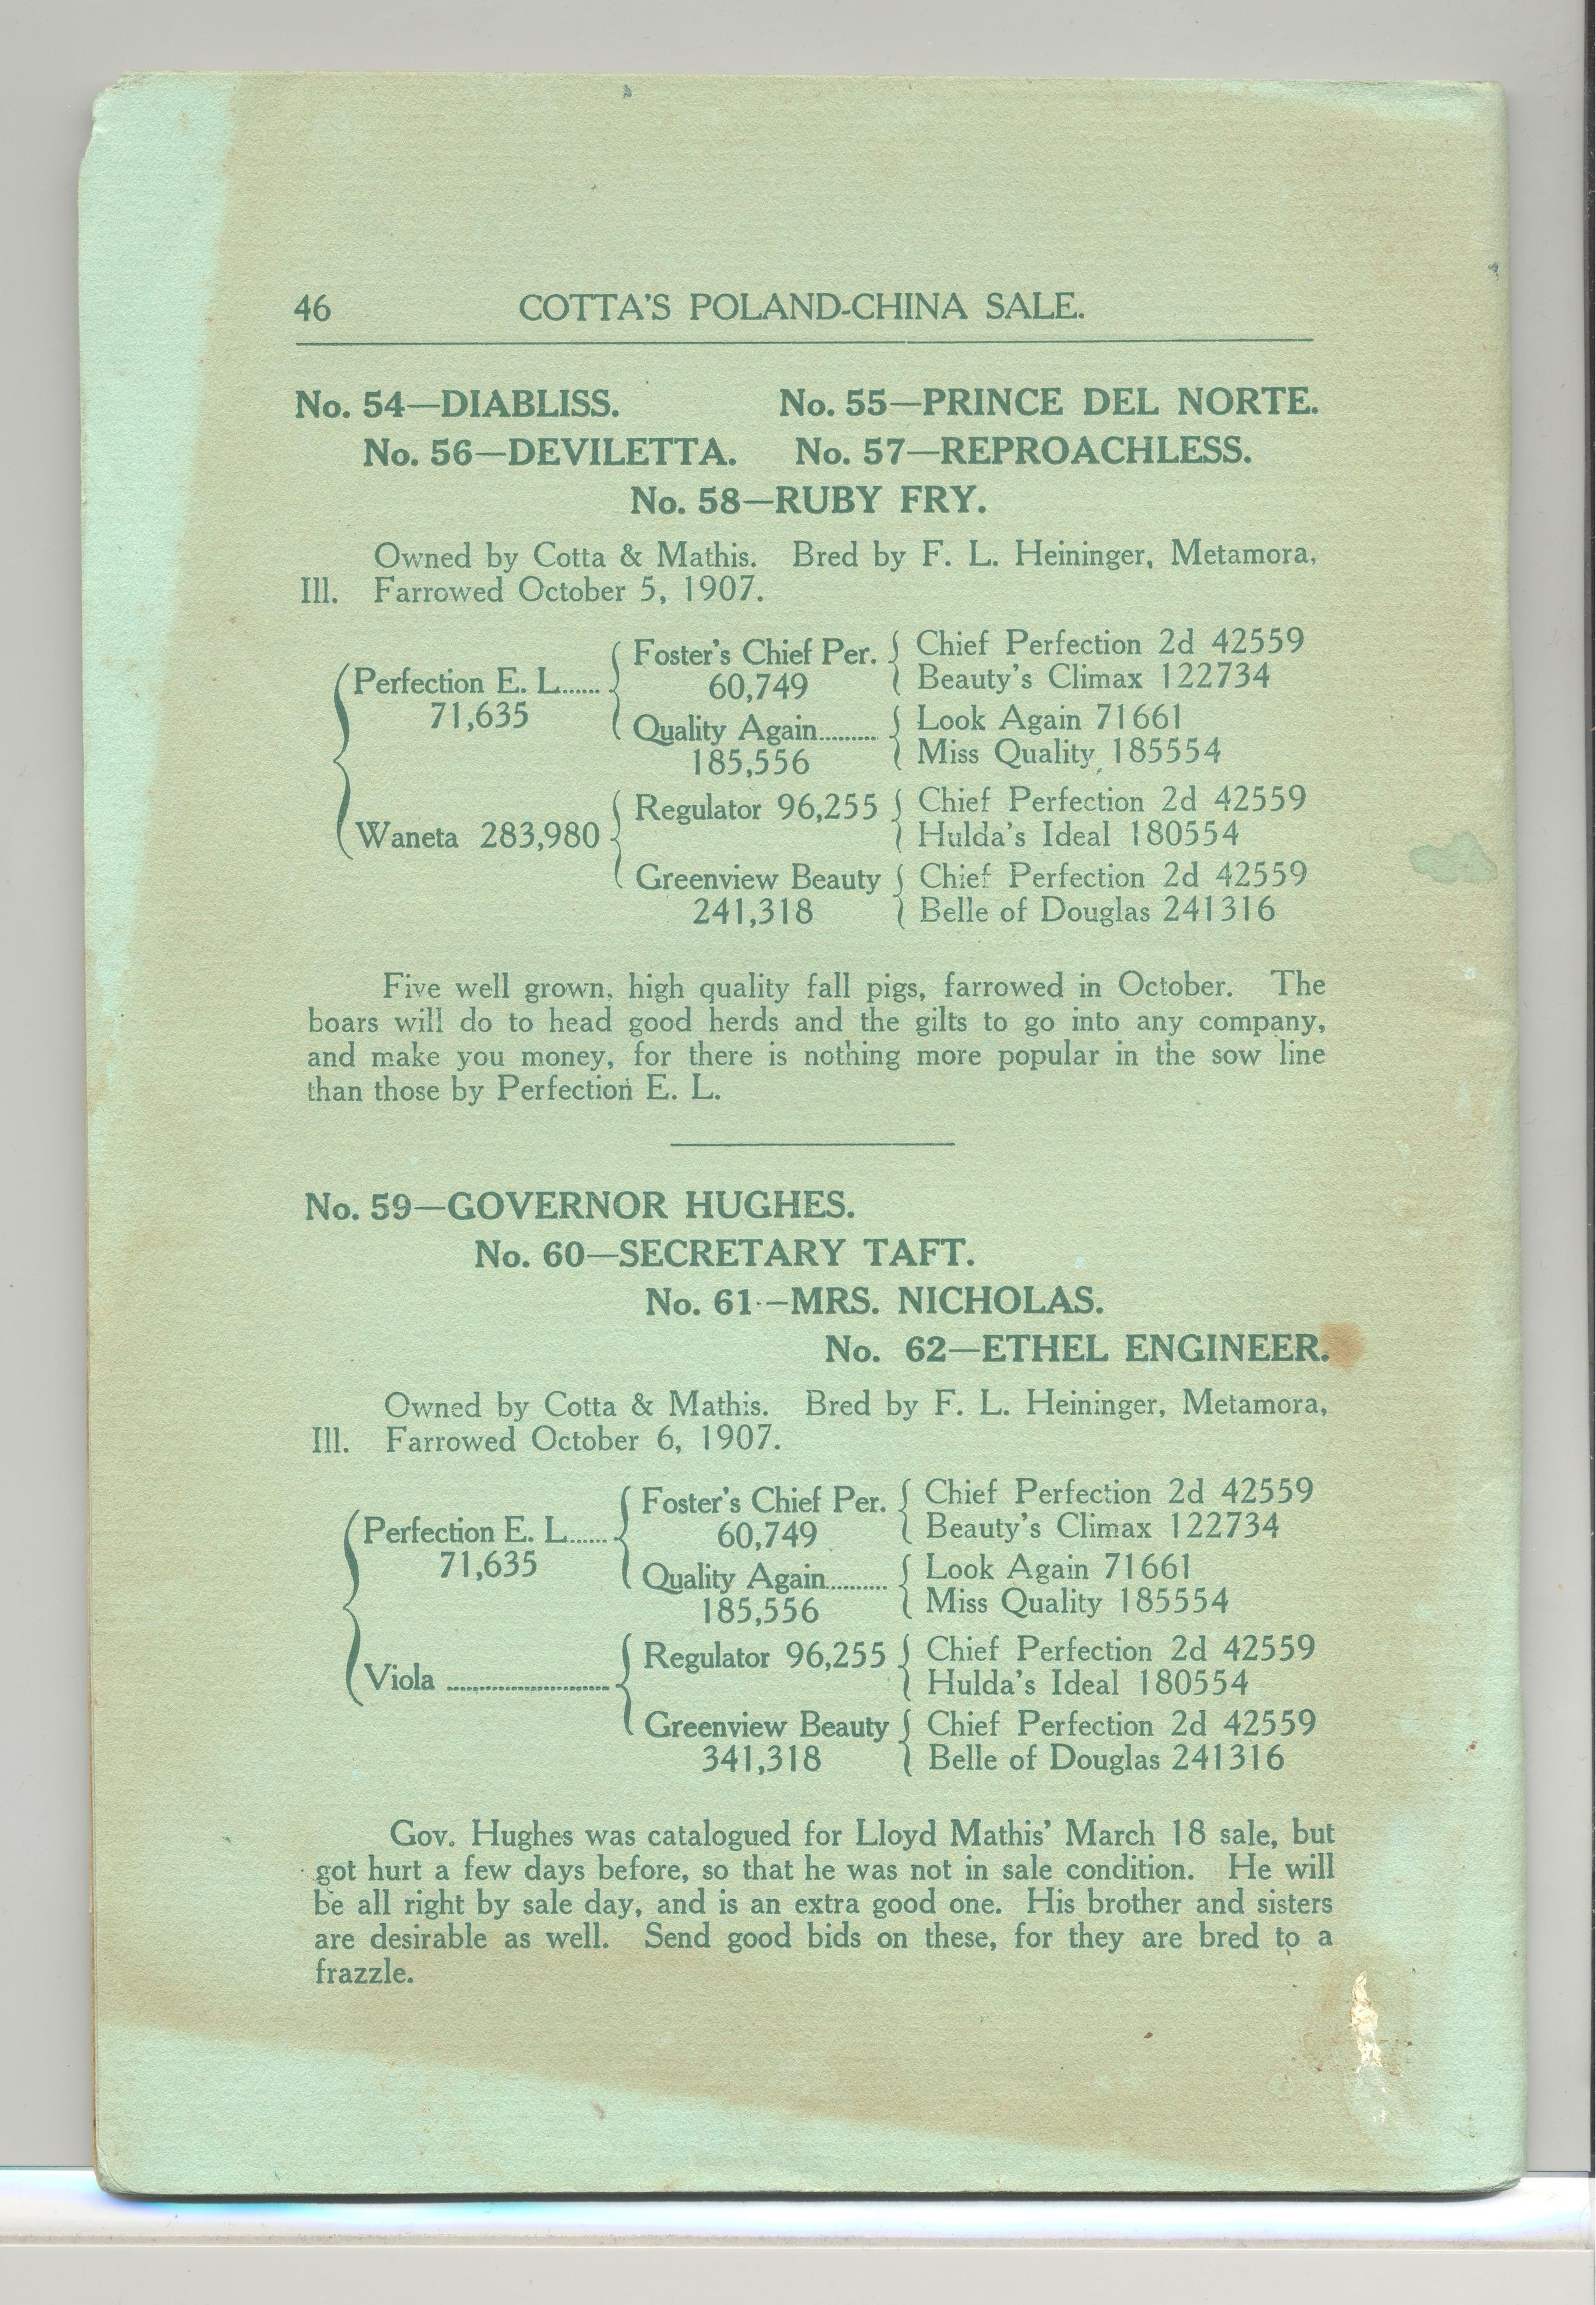 46 COTTA'S POLAND-CHINA SALE.
No. 54—DIABLISS. No. 55—PRINCE DEL NORTE.
No. 56—DEVILETTA. No. 57—REPROACHLESS.
No. 58—RUBY FRY.
Owned by Cotta & Mathis. Bred by F. L. Heininger, Metamora,
Ill. Farrowed October 5, 1907.
Perfection E. L......
71,635
Foster's Chief Per.
60,749
Chief Perfection 2d 42559
Beauty's Climax 122734
Quality Again..........
185,556
Look Again 71661
Miss Quality 185554
Waneta 283,980
Regulator 96,255
Chief Perfection 2d 42559
Hulda's Ideal 180554
Greenview Beauty
241,318
Chief Perfection 2d 42559
Belle of Douglas 241316
Five well grown, high quality fall pigs, farrowed in October. The
boars will do to head good herds and the gilts to go into any company,
and make you money, for there is nothing more popular in the sow line
than those by Perfection E. L.
No. 59—GOVERNOR HUGHES.
No. 60—SECRETARY TAFT.
No. 61—MRS. NICHOLAS.
No. 62—ETHEL ENGINEER.
Owned by Cotta & Mathis. Bred by F. L. Heininger, Metamora,
Ill. Farrowed October 6, 1907.
Perfection E. L......
71,635
Foster's Chief Per.
60,749
Chief Perfection 2d 42559
Beauty's Climax 122734
Quality Again..........
185,556
Look Again 71661
Miss Quality 185554
Viola ..........................
Regulator 96,255
Chief Perfection 2d 42559
Hulda's Ideal 180554
Greenview Beauty
341,318
Chief Perfection 2d 42559
Belle of Douglas 241316
Gov. Hughes was catalogued for Lloyd Mathis' March 18 sale, but
got hurt a few days before, so that he was not in sale condition. He will
be all right by sale day, and is an extra good one. His brother and sisters
are desirable as well. Send good bids on these, for they are bred to a
frazzle.